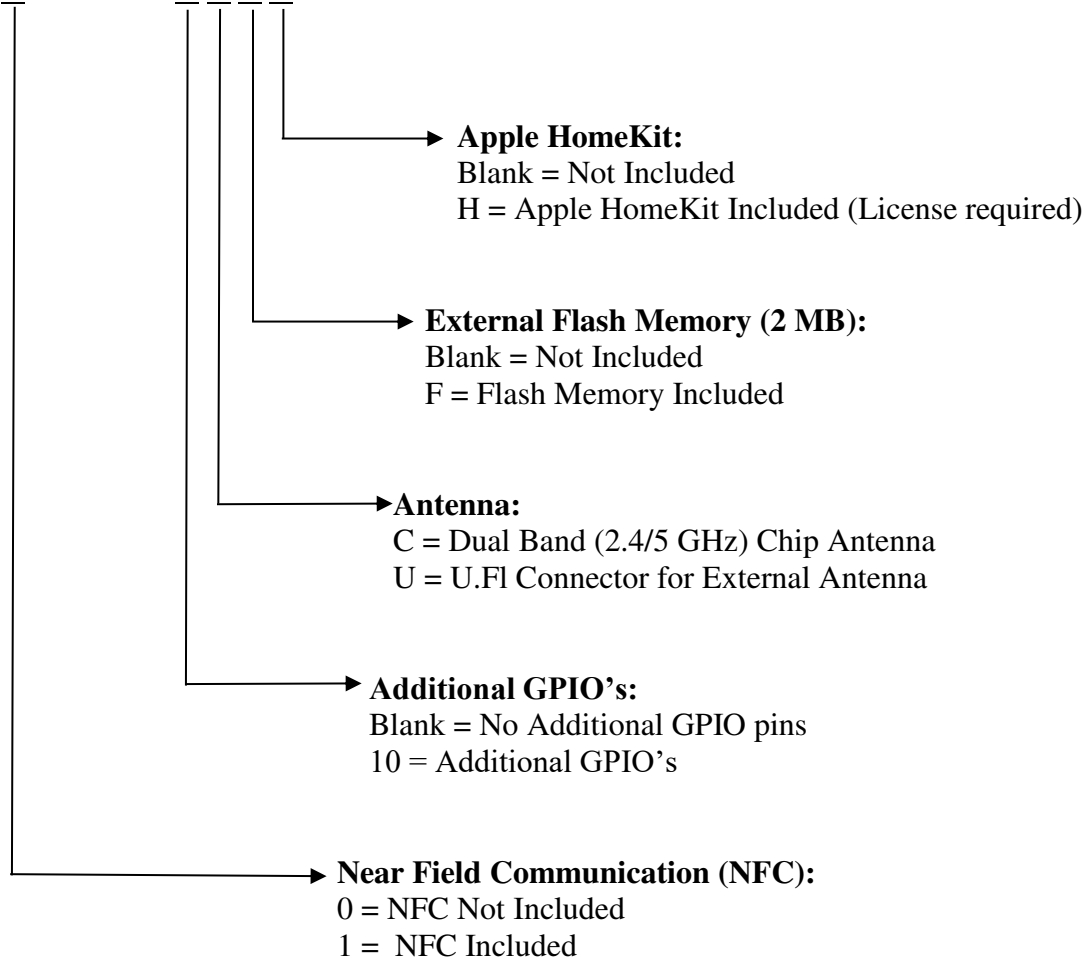 Apple HomeKit:
Blank = Not Included
H = Apple HomeKit Included (License required)
External Flash Memory (2 MB):
Blank = Not Included
F = Flash Memory Included
Antenna:
C = Dual Band (2.4/5 GHz) Chip Antenna
U = U.Fl Connector for External Antenna
Additional GPIO’s:
Blank = No Additional GPIO pins
10 = Additional GPIO’s
Near Field Communication (NFC):
0 = NFC Not Included
1 = NFC Included